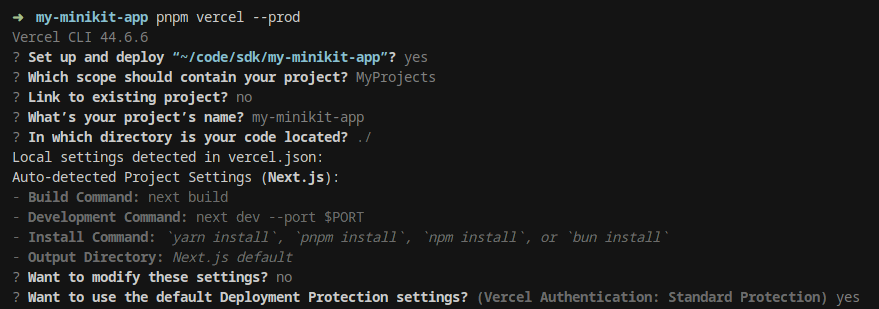 ➜  my-minikit-app pnpm vercel --prod
Vercel CLI 44.6.6
? Set up and deploy “~/code/sdk/my-minikit-app”? yes
? Which scope should contain your project? MyProjects
? Link to existing project? no
? What’s your project’s name? my-minikit-app
? In which directory is your code located? ./
Local settings detected in vercel.json:
Auto-detected Project Settings (Next.js):
- Build Command: next build
- Development Command: next dev --port $PORT
- Install Command: `yarn install`, `pnpm install`, `npm install`, or `bun install`
- Output Directory: Next.js default
? Want to modify these settings? no
? Want to use the default Deployment Protection settings? (Vercel Authentication: Standard Protection) yes